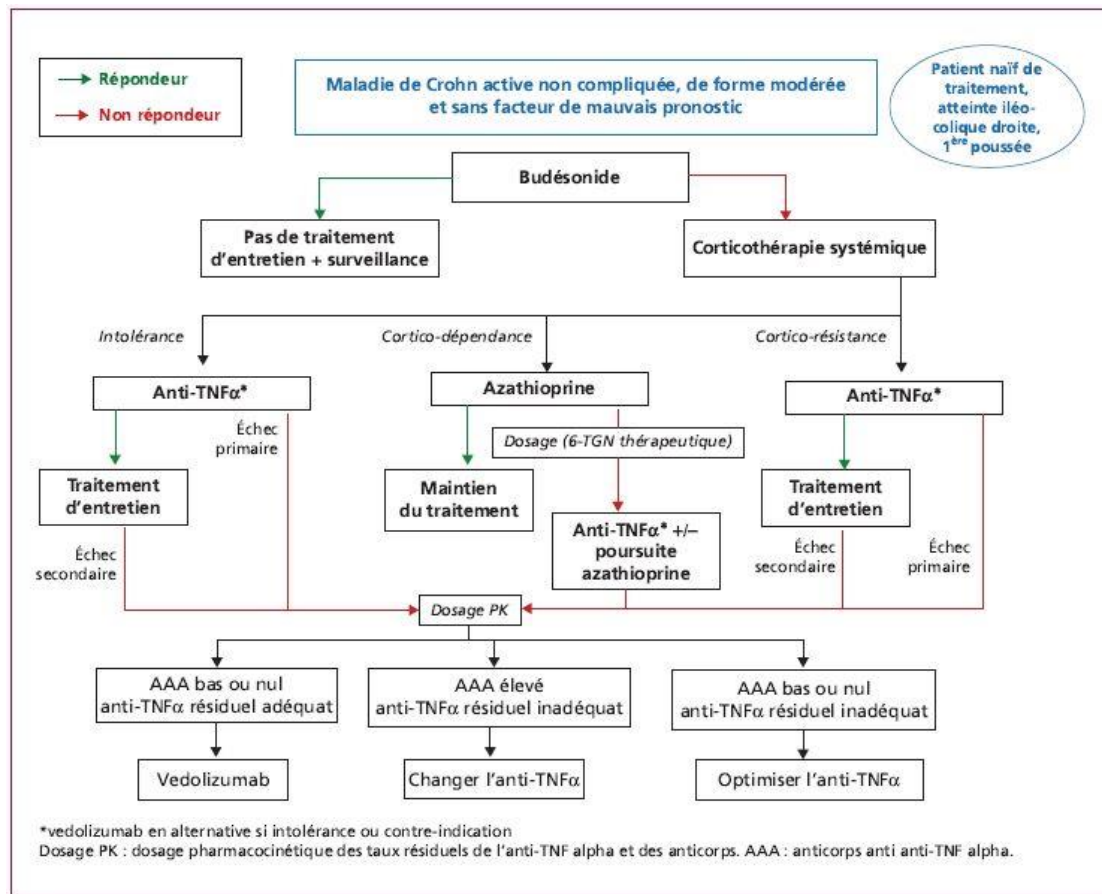 Répondeur
Non répondeur
Maladie de Crohn active non compliquée, de forme modérée
et sans facteur de mauvais pronostic
Patient naïf de
traitement,
atteinte iléo-
colique droite,
1ère poussée
Budésonide
Pas de traitement
d'entretien + surveillance
Corticothérapie systémique
Intolérance
Cortico-dépendance
Cortico-résistance
Anti-TNFα*
Azathioprine
Anti-TNFα*
Échec
primaire
Dosage (6-TGN thérapeutique)
Traitement
d'entretien
Maintien
du traitement
Traitement
d'entretien
Anti-TNFα* +/–
poursuite
azathioprine
Échec
secondaire
Échec
secondaire
Échec
primaire
Dosage PK
AAA bas ou nul
anti-TNFα résiduel adéquat
AAA élevé
anti-TNFα résiduel inadéquat
AAA bas ou nul
anti-TNFα résiduel inadéquat
Vedolizumab
Changer l'anti-TNFα
Optimiser l'anti-TNFα
*vedolizumab en alternative si intolérance ou contre-indication
Dosage PK : dosage pharmacocinétique des taux résiduels de l'anti-TNF alpha et des anticorps. AAA : anticorps anti anti-TNF alpha.